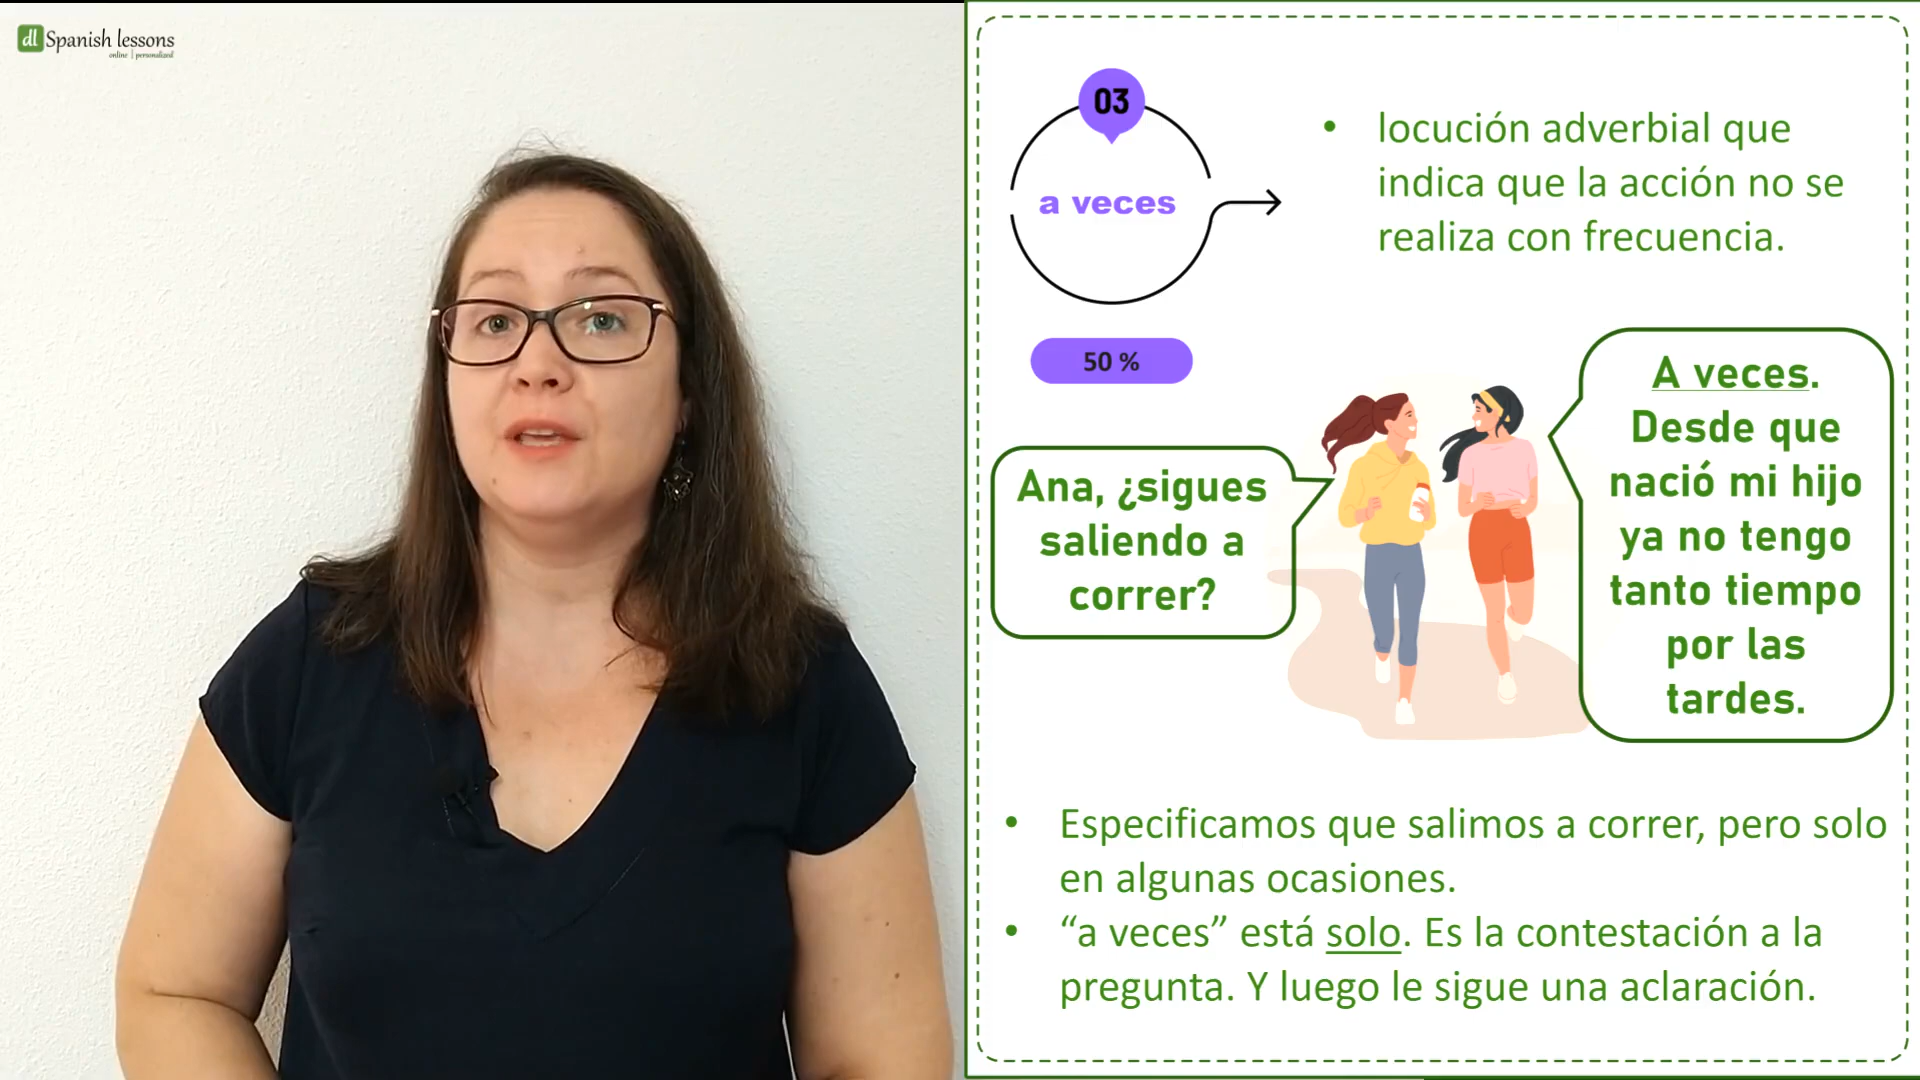 dl Spanish lessons
online | personalized
03
a veces
50 %
locución adverbial que
indica que la acción no se
realiza con frecuencia.
Ana, ¿sigues
saliendo a
correr?
A veces.
Desde que
nació mi hijo
ya no tengo
tanto tiempo
por las
tardes.
Especificamos que salimos a correr, pero solo
en algunas ocasiones.
“a veces” está solo. Es la contestación a la
pregunta. Y luego le sigue una aclaración.